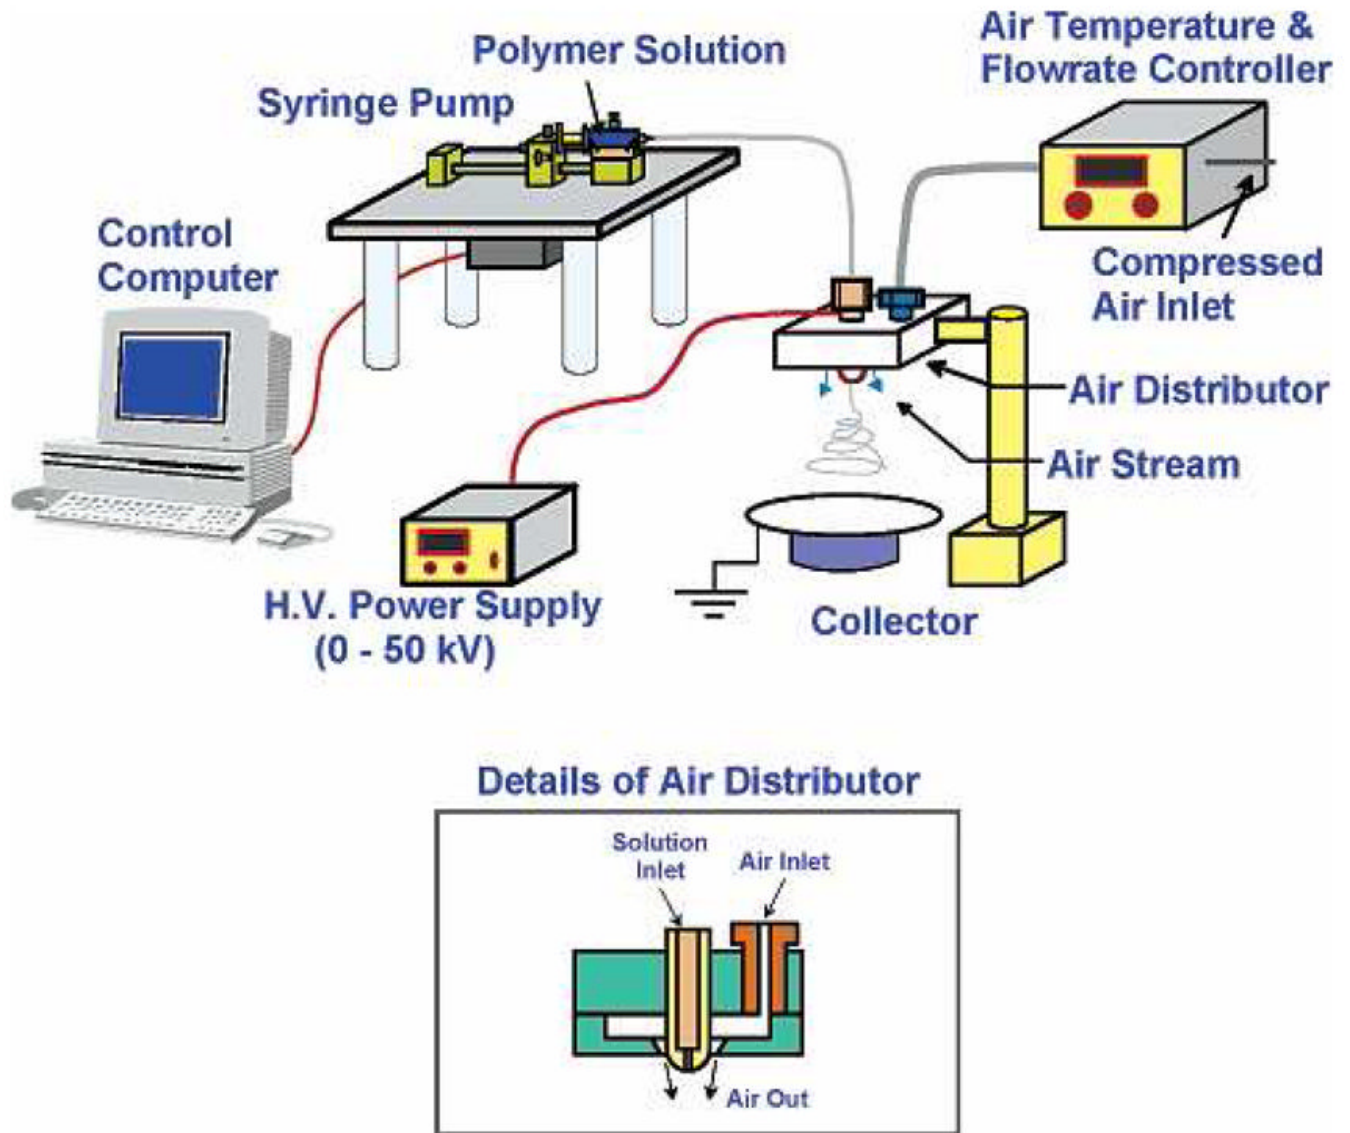 Air Temperature &
Flowrate Controller
Polymer Solution
Syringe Pump
Control
Computer
Compressed
Air Inlet
Air Distributor
Air Stream
H.V. Power Supply
(0 - 50 kV)
Collector
Details of Air Distributor
Solution
Inlet
Air Inlet
Air Out